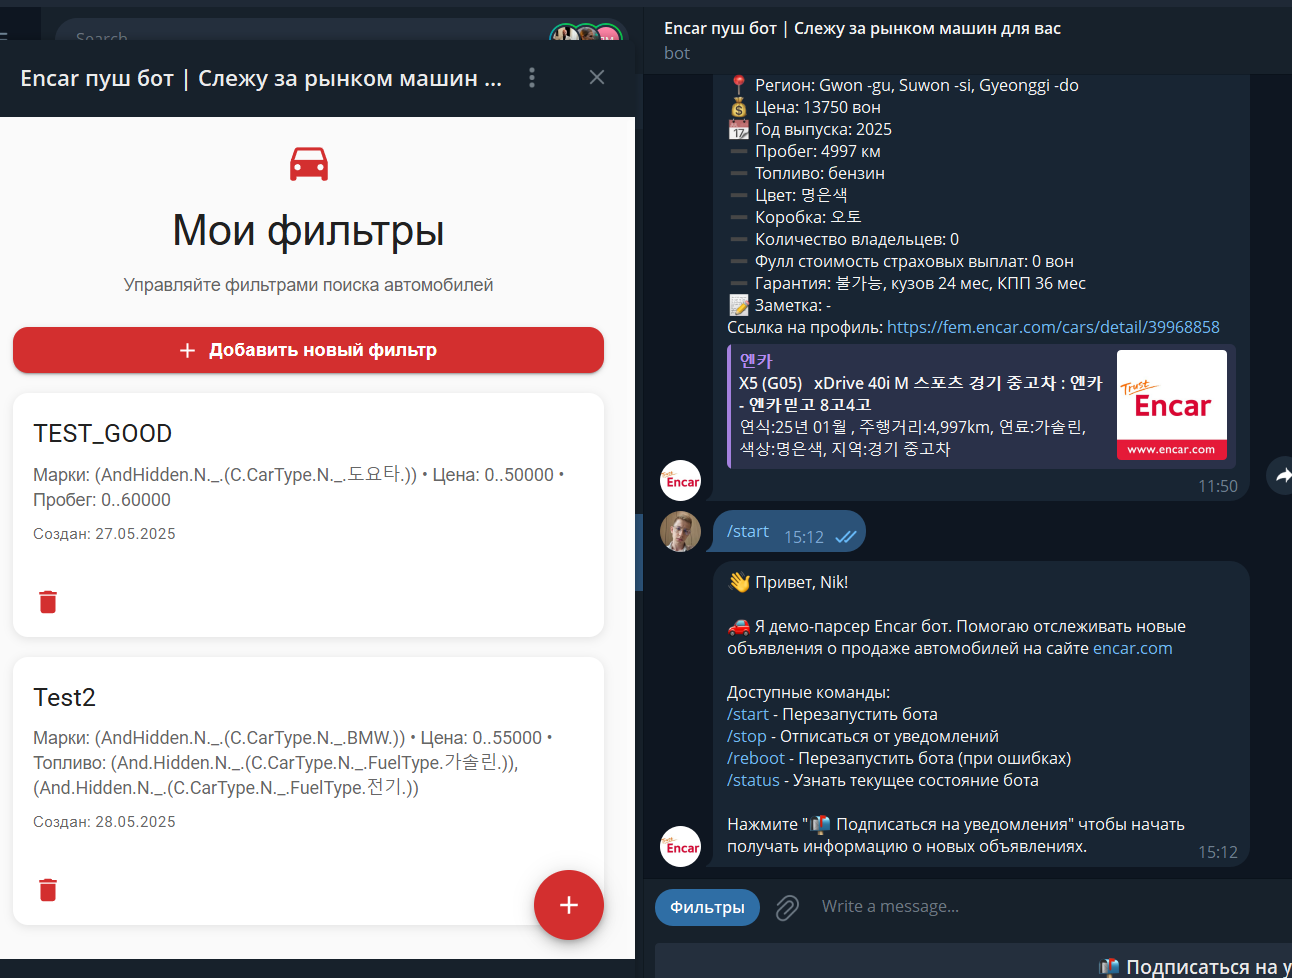 Search
Encar пуш бот | Слежу за рынком машин ...
Мои фильтры
Управляйте фильтрами поиска автомобилей
+ Добавить новый фильтр
TEST_GOOD
Марки: (AndHidden.N._.(C.CarType.N._.도요타.)) • Цена: 0..50000 •
Пробег: 0..60000
Создан: 27.05.2025
Test2
Марки: (AndHidden.N._.(C.CarType.N._.BMW.)) • Цена: 0..55000 •
Топливо: (And.Hidden.N._.(C.CarType.N._.FuelType.가솔린.)),
(And.Hidden.N._.(C.CarType.N._.FuelType.전기.))
Создан: 28.05.2025
+
Encar пуш бот | Слежу за рынком машин для вас
bot
📍 Регион: Gwon -gu, Suwon -si, Gyeonggi -do
💰 Цена: 13750 вон
📅 Год выпуска: 2025
➖ Пробег: 4997 км
➖ Топливо: бензин
➖ Цвет: 명은색
➖ Коробка: 오토
➖ Количество владельцев: 0
➖ Фулл стоимость страховых выплат: 0 вон
➖ Гарантия: 불가능, кузов 24 мес, КПП 36 мес
📝 Заметка: -
Ссылка на профиль: https://fem.encar.com/cars/detail/39968858
엔카
X5 (G05) xDrive 40i M 스포츠 경기 중고차 : 엔카
- 엔카믿고 8고4고
연식:25년 01월 , 주행거리:4,997km, 연료:가솔린,
색상:명은색, 지역:경기 중고차
Trust
Encar
www.encar.com
Encar
11:50
/start 15:12
👋 Привет, Nik!
🚗 Я демо-парсер Encar бот. Помогаю отслеживать новые
объявления о продаже автомобилей на сайте encar.com
Доступные команды:
/start - Перезапустить бота
/stop - Отписаться от уведомлений
/reboot - Перезапустить бота (при ошибках)
/status - Узнать текущее состояние бота
Нажмите "📬 Подписаться на уведомления" чтобы начать
получать информацию о новых объявлениях.
Encar
15:12
Фильтры
Write a message...
📬 Подписаться на у